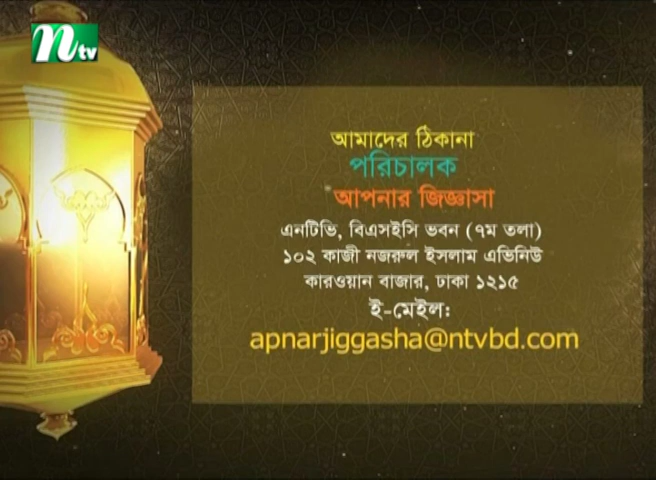 ntv
আমাদের ঠিকানা
পরিচালক
আপনার জিজ্ঞাসা
এনটিভি, বিএসইসি ভবন (৭ম তলা)
১০২ কাজী নজরুল ইসলাম এভিনিউ
কারওয়ান বাজার, ঢাকা ১২১৫
ই-মেইল:
apnarjiggasha@ntvbd.com